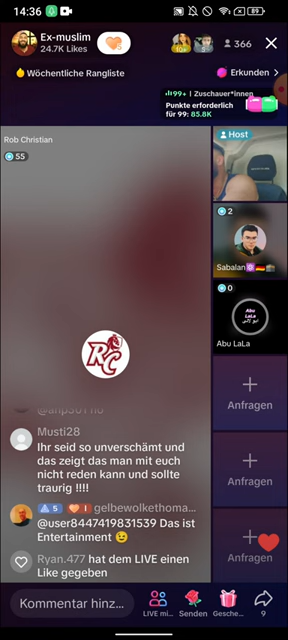 14:36
89
Ex-muslim
24.7K Likes
10+
366
Wöchentliche Rangliste
Erkunden
99+ | Zuschauer*innen
Punkte erforderlich
für 99: 85.8K
Rob Christian
55
Host
RC
2
Sabalan
0
Abu
LaLa
Abu LaLa
Anfragen
Anfragen
Anfragen
Musti28
Ihr seid so unverschämt und
das zeigt das man mit euch
nicht reden kann und sollte
traurig !!!!
5 1 gelbewolkethoma...
@user8447419831539 Das ist
Entertainment 😉
Ryan.477 hat dem LIVE einen
Like gegeben
Kommentar hinz...
LIVE mi...
Senden
Gesche...
9